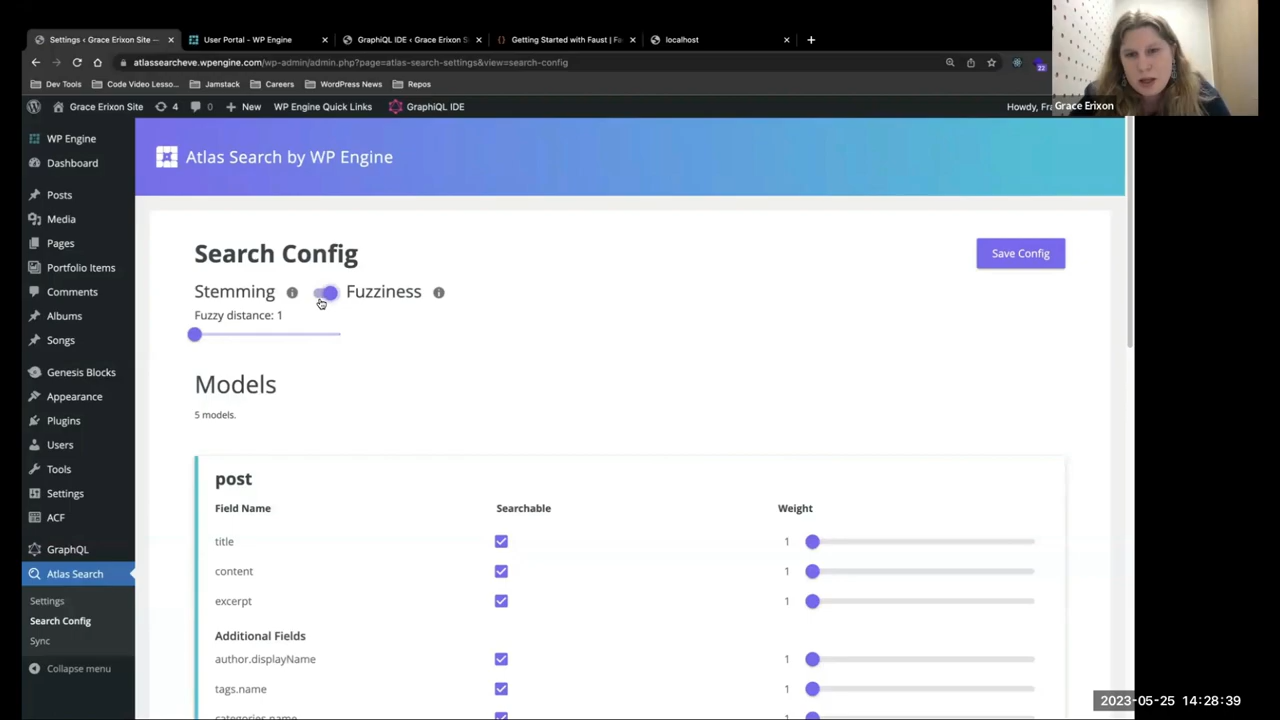 Settings ‹ Grace Erixon Site —
User Portal - WP Engine
GraphiQL IDE ‹ Grace Erixon S
Getting Started with Faust | Fa
localhost
atlassearcheve.wpengine.com/wp-admin/admin.php?page=atlas-search-settings&view=search-config
Dev Tools
Code Video Lesso...
Jamstack
Careers
WordPress News
Repos
Grace Erixon Site
4
0
New
WP Engine Quick Links
GraphiQL IDE
Howdy, Fra
Grace Erixon
22
WP Engine
Dashboard
Posts
Media
Pages
Portfolio Items
Comments
Albums
Songs
Genesis Blocks
Appearance
Plugins
Users
Tools
Settings
ACF
GraphQL
Atlas Search
Settings
Search Config
Sync
Collapse menu
Atlas Search by WP Engine
Search Config
Save Config
Stemming
Fuzziness
Fuzzy distance: 1
Models
5 models.
post
Field Name
Searchable
Weight
title
1
content
1
excerpt
1
Additional Fields
author.displayName
1
tags.name
1
categories.name
1
2023-05-25 14:28:39